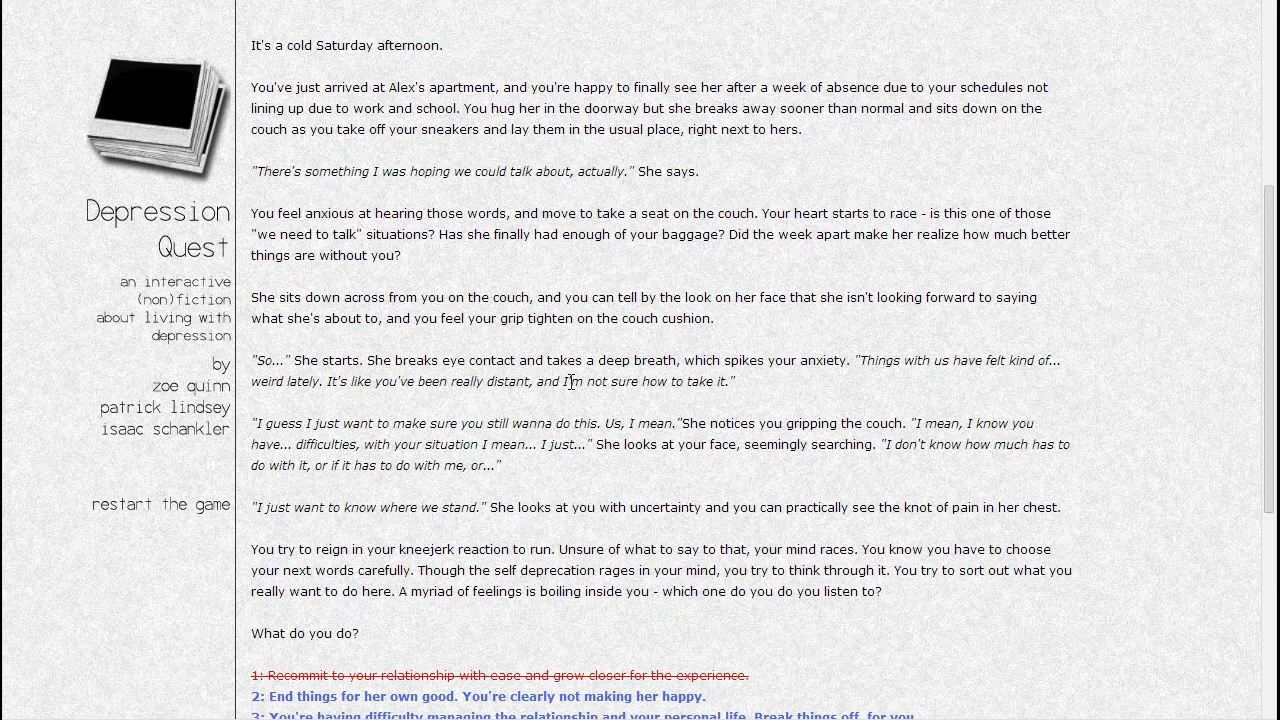 Depression
Quest
an interactive
(non)fiction
about living with
depression
by
zoe quinn
patrick lindsey
isaac schankler
restart the game
It's a cold Saturday afternoon.
You've just arrived at Alex's apartment, and you're happy to finally see her after a week of absence due to your schedules not
lining up due to work and school. You hug her in the doorway but she breaks away sooner than normal and sits down on the
couch as you take off your sneakers and lay them in the usual place, right next to hers.
"There's something I was hoping we could talk about, actually." She says.
You feel anxious at hearing those words, and move to take a seat on the couch. Your heart starts to race - is this one of those
"we need to talk" situations? Has she finally had enough of your baggage? Did the week apart make her realize how much better
things are without you?
She sits down across from you on the couch, and you can tell by the look on her face that she isn't looking forward to saying
what she's about to, and you feel your grip tighten on the couch cushion.
"So..." She starts. She breaks eye contact and takes a deep breath, which spikes your anxiety. "Things with us have felt kind of...
weird lately. It's like you've been really distant, and I'm not sure how to take it."
"I guess I just want to make sure you still wanna do this. Us, I mean."She notices you gripping the couch. "I mean, I know you
have... difficulties, with your situation I mean... I just..." She looks at your face, seemingly searching. "I don't know how much has to
do with it, or if it has to do with me, or..."
"I just want to know where we stand." She looks at you with uncertainty and you can practically see the knot of pain in her chest.
You try to reign in your kneejerk reaction to run. Unsure of what to say to that, your mind races. You know you have to choose
your next words carefully. Though the self deprecation rages in your mind, you try to think through it. You try to sort out what you
really want to do here. A myriad of feelings is boiling inside you - which one do you do you listen to?
What do you do?
1: Recommit to your relationship with ease and grow closer for the experience.
2: End things for her own good. You're clearly not making her happy.
3: You're having difficulty managing the relationship and your personal life. Break things off, for you.